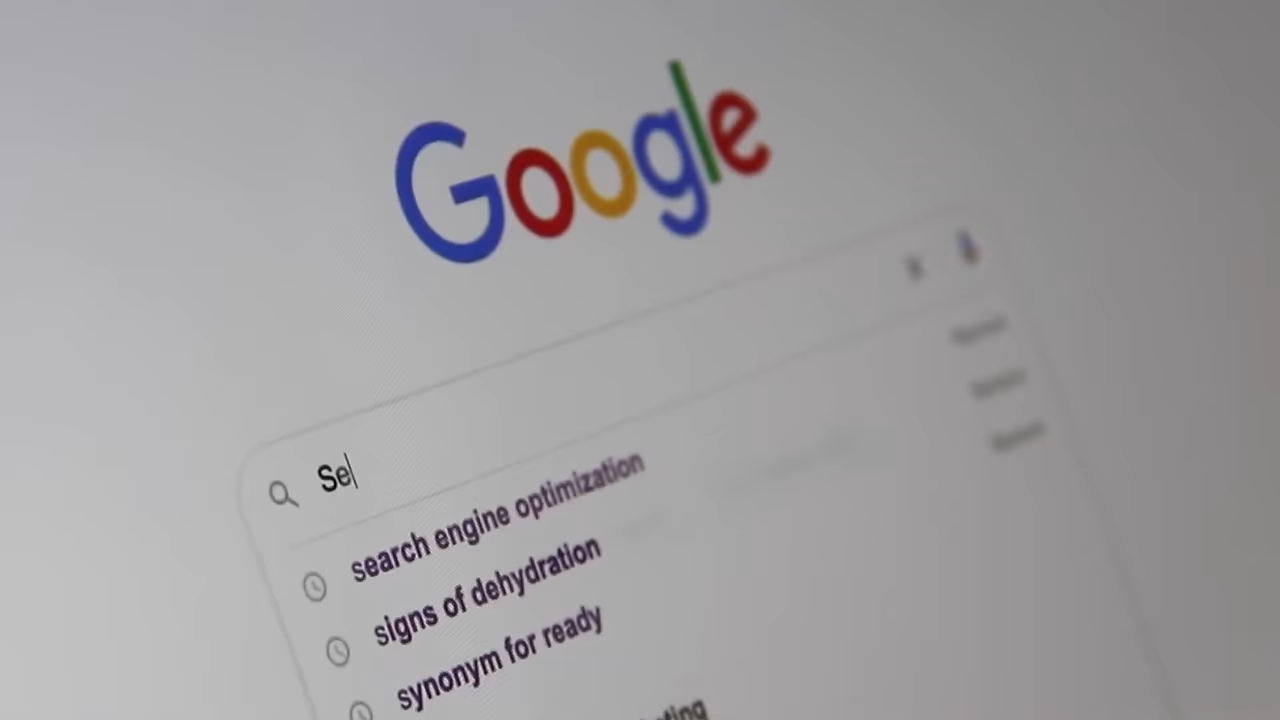 Google
Se
search engine optimization
signs of dehydration
synonym for ready